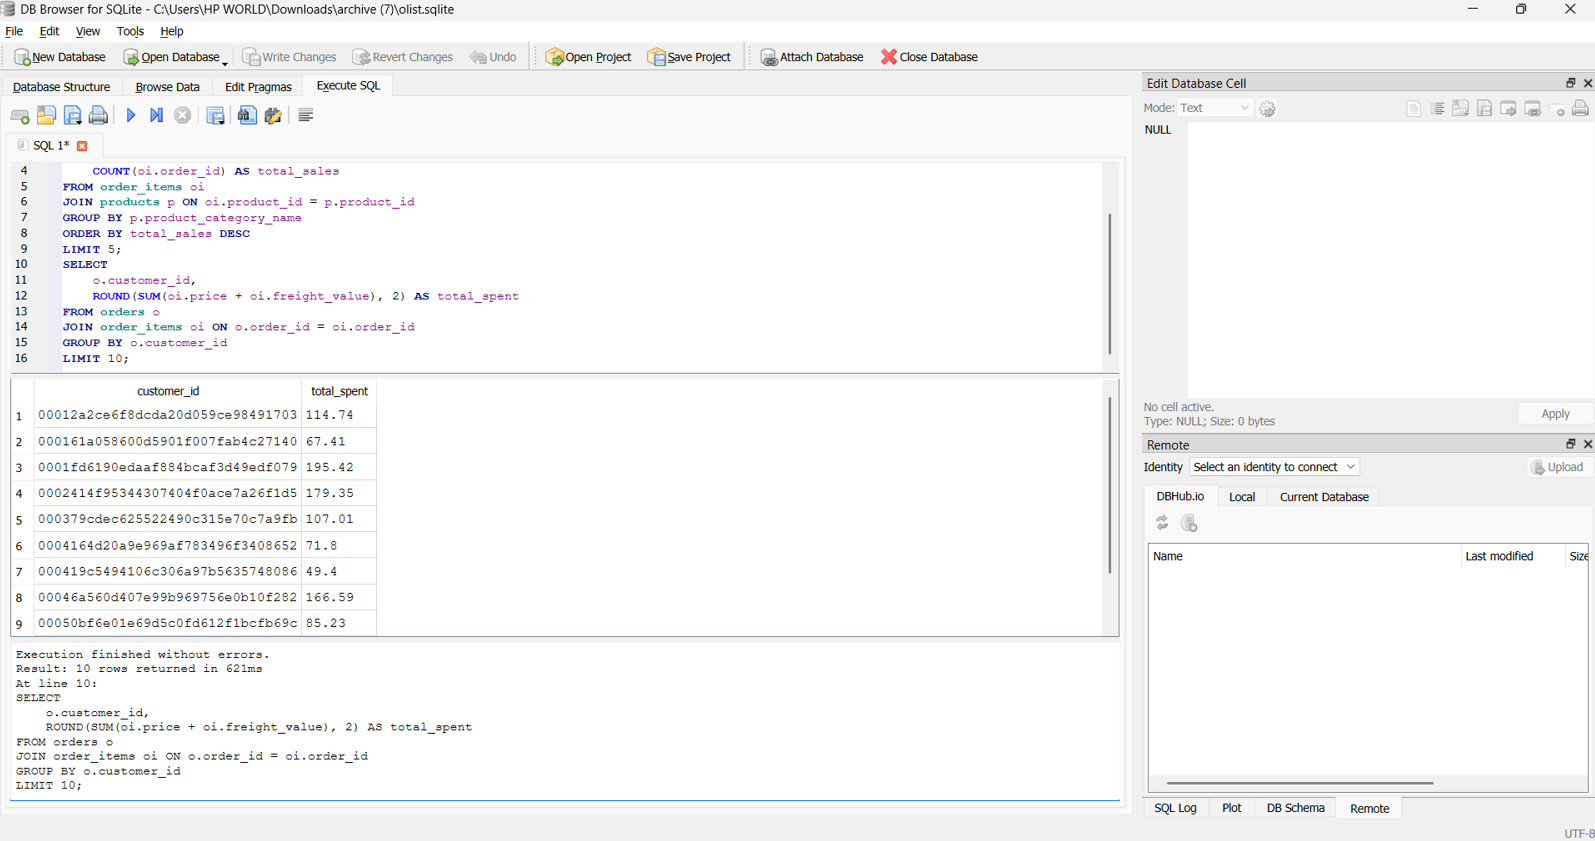 DB Browser for SQLite - C:\Users\HP WORLD\Downloads\archive (7)\olist.sqlite
File Edit View Tools Help
New Database Open Database Write Changes Revert Changes Undo Open Project Save Project Attach Database Close Database
Database Structure Browse Data Edit Pragmas Execute SQL
SQL 1*
4 COUNT(oi.order_id) AS total_sales
5 FROM order_items oi
6 JOIN products p ON oi.product_id = p.product_id
7 GROUP BY p.product_category_name
8 ORDER BY total_sales DESC
9 LIMIT 5;
10 SELECT
11 o.customer_id,
12 ROUND(SUM(oi.price + oi.freight_value), 2) AS total_spent
13 FROM orders o
14 JOIN order_items oi ON o.order_id = oi.order_id
15 GROUP BY o.customer_id
16 LIMIT 10;
customer_id total_spent
1 00012a2ce6f8dcda20d059ce98491703 114.74
2 000161a058600d5901f007fab4c27140 67.41
3 0001fd6190edaaf884bcaf3d49edf079 195.42
4 0002414f95344307404f0ace7a26f1d5 179.35
5 000379cdec625522490c315e70c7a9fb 107.01
6 0004164d20a9e969af783496f3408652 71.8
7 000419c5494106c306a97b5635748086 49.4
8 00046a560d407e99b969756e0b10f282 166.59
9 00050bf6e01e69d5c0fd612f1bcfb69c 85.23
Execution finished without errors.
Result: 10 rows returned in 621ms
At line 10:
SELECT
o.customer_id,
ROUND(SUM(oi.price + oi.freight_value), 2) AS total_spent
FROM orders o
JOIN order_items oi ON o.order_id = oi.order_id
GROUP BY o.customer_id
LIMIT 10;
Edit Database Cell
Mode: Text
NULL
No cell active.
Type: NULL; Size: 0 bytes
Apply
Remote
Identity Select an identity to connect Upload
DBHub.io Local Current Database
Name Last modified Size
SQL Log Plot DB Schema Remote
UTF-8